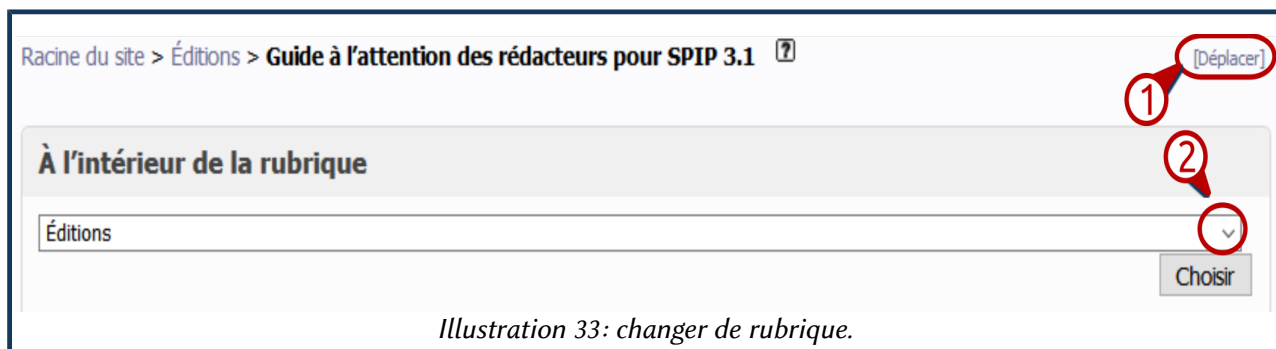 Racine du site > Éditions > Guide à l’attention des rédacteurs pour SPIP 3.1 ? [Déplacer]
1
À l’intérieur de la rubrique
2
Éditions
Choisir
Illustration 33: changer de rubrique.